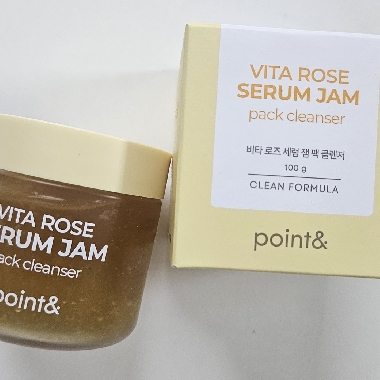 VITA ROSE
SERUM JAM
pack cleanser
비타 로즈 세럼 잼 팩 클렌저
100 g
CLEAN FORMULA
point&
VITA ROSE
ERUM JAM
pack cleanser
point&